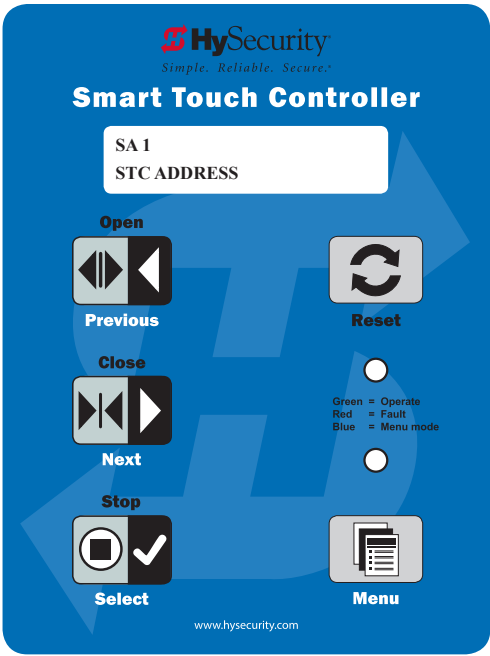 HySecurity
Simple. Reliable. Secure.®
Smart Touch Controller
SA 1
STC ADDRESS
Open
Previous
Reset
Close
Next
Green = Operate
Red = Fault
Blue = Menu mode
Stop
Select
Menu
www.hysecurity.com